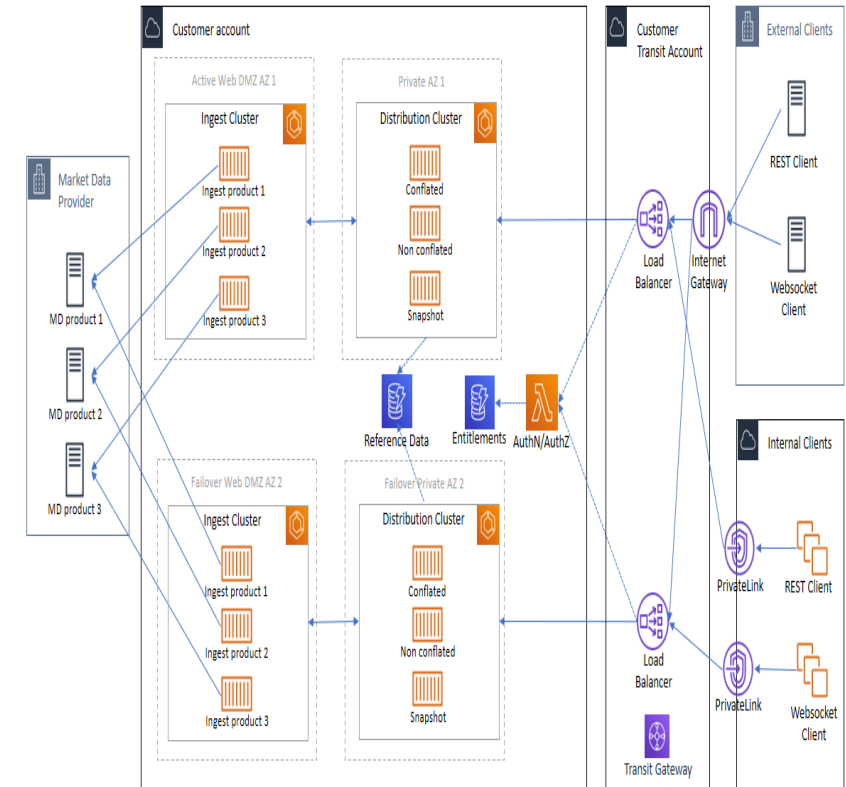 Customer account
Customer
Transit Account
External Clients
Active Web DMZ AZ 1
Private AZ 1
Ingest Cluster
Distribution Cluster
Ingest product 1
Ingest product 2
Ingest product 3
Conflated
Non conflated
Snapshot
Market Data
Provider
MD product 1
MD product 2
MD product 3
Load
Balancer
Internet
Gateway
REST Client
Websocket
Client
Reference Data
Entitlements
AuthN/AuthZ
Internal Clients
Failover Web DMZ AZ 2
Failover Private AZ 2
Ingest Cluster
Distribution Cluster
Ingest product 1
Ingest product 2
Ingest product 3
Conflated
Non conflated
Snapshot
Load
Balancer
Transit Gateway
PrivateLink
REST Client
PrivateLink
Websocket
Client